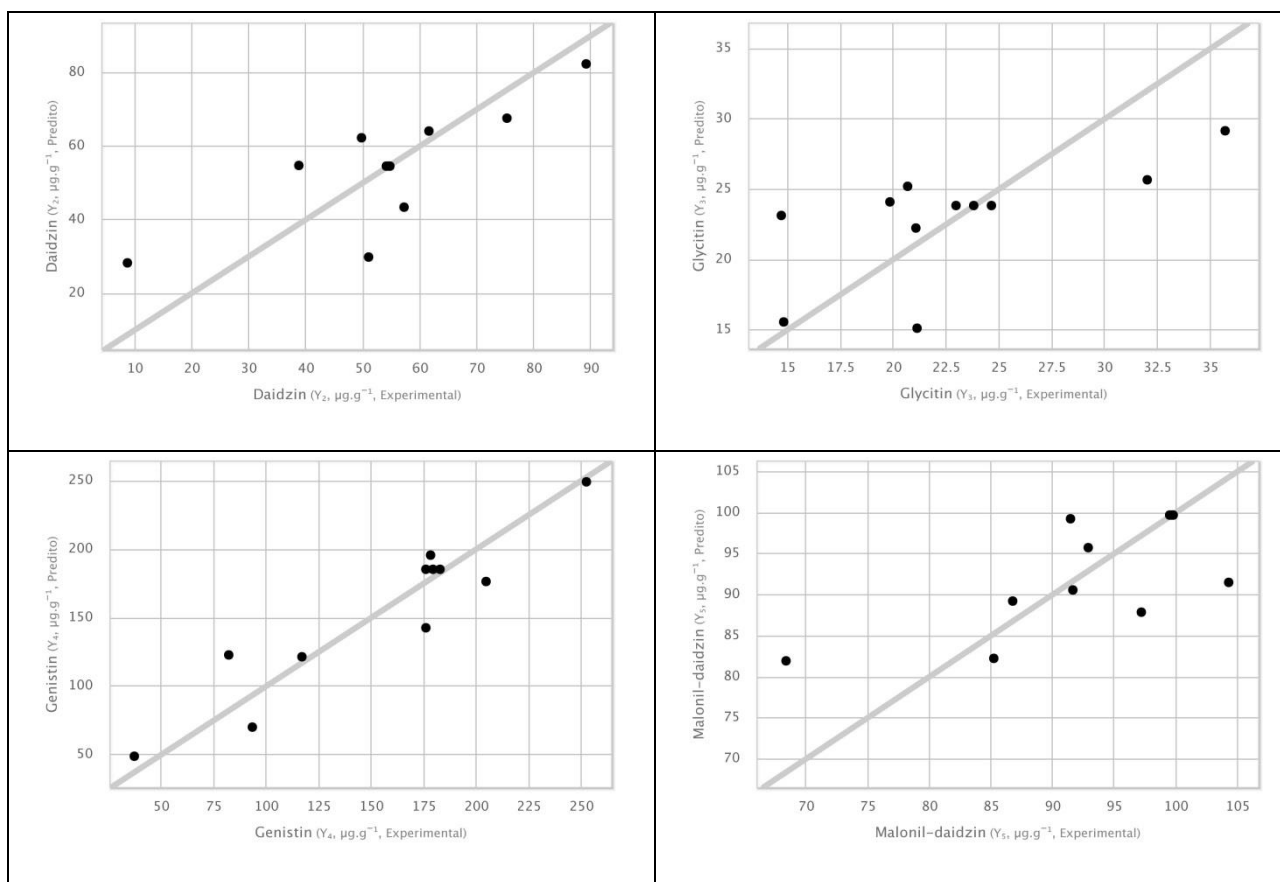 80
60
40
20
Daidzin (Y₂, µg.g⁻¹, Predito)
10 20 30 40 50 60 70 80 90
Daidzin (Y₂, µg.g⁻¹, Experimental)
35
30
25
20
15
Glycitin (Y₃, µg.g⁻¹, Predito)
15 17.5 20 22.5 25 27.5 30 32.5 35
Glycitin (Y₃, µg.g⁻¹, Experimental)
250
200
150
100
50
Genistin (Y₄, µg.g⁻¹, Predito)
50 75 100 125 150 175 200 225 250
Genistin (Y₄, µg.g⁻¹, Experimental)
105
100
95
90
85
80
75
70
Malonil-daidzin (Y₅, µg.g⁻¹, Predito)
70 75 80 85 90 95 100 105
Malonil-daidzin (Y₅, µg.g⁻¹, Experimental)